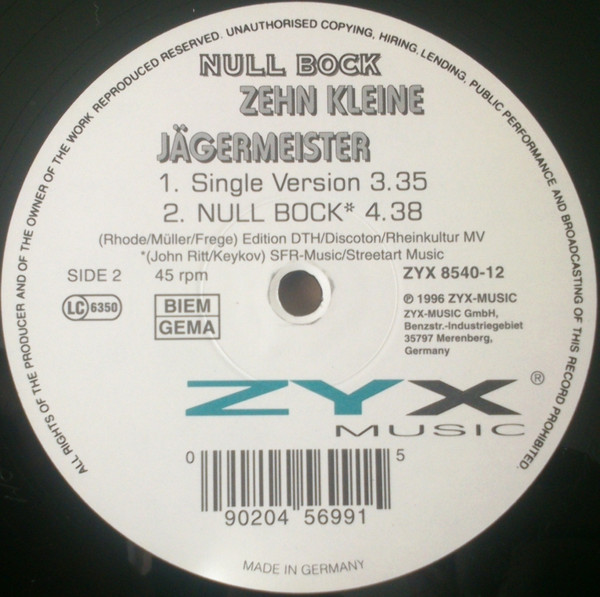 ALL RIGHTS OF THE PRODUCER AND OF THE OWNER OF THE WORK REPRODUCED RESERVED. UNAUTHORISED COPYING, HIRING, LENDING, PUBLIC PERFORMANCE AND BROADCASTING OF THIS RECORD PROHIBITED.
NULL BOCK
ZEHN KLEINE
JÄGERMEISTER
1. Single Version 3.35
2. NULL BOCK* 4.38
(Rhode/Müller/Frege) Edition DTH/Discoton/Rheinkultur MV
*(John Ritt/Keykov) SFR-Music/Streetart Music
SIDE 2 45 rpm ZYX 8540-12
LC 6350
BIEM
GEMA
℗ 1996 ZYX-MUSIC
ZYX-MUSIC GmbH,
Benzstr.-Industriegebiet
35797 Merenberg,
Germany
ZYX®
MUSIC
0 90204 56991 5
MADE IN GERMANY